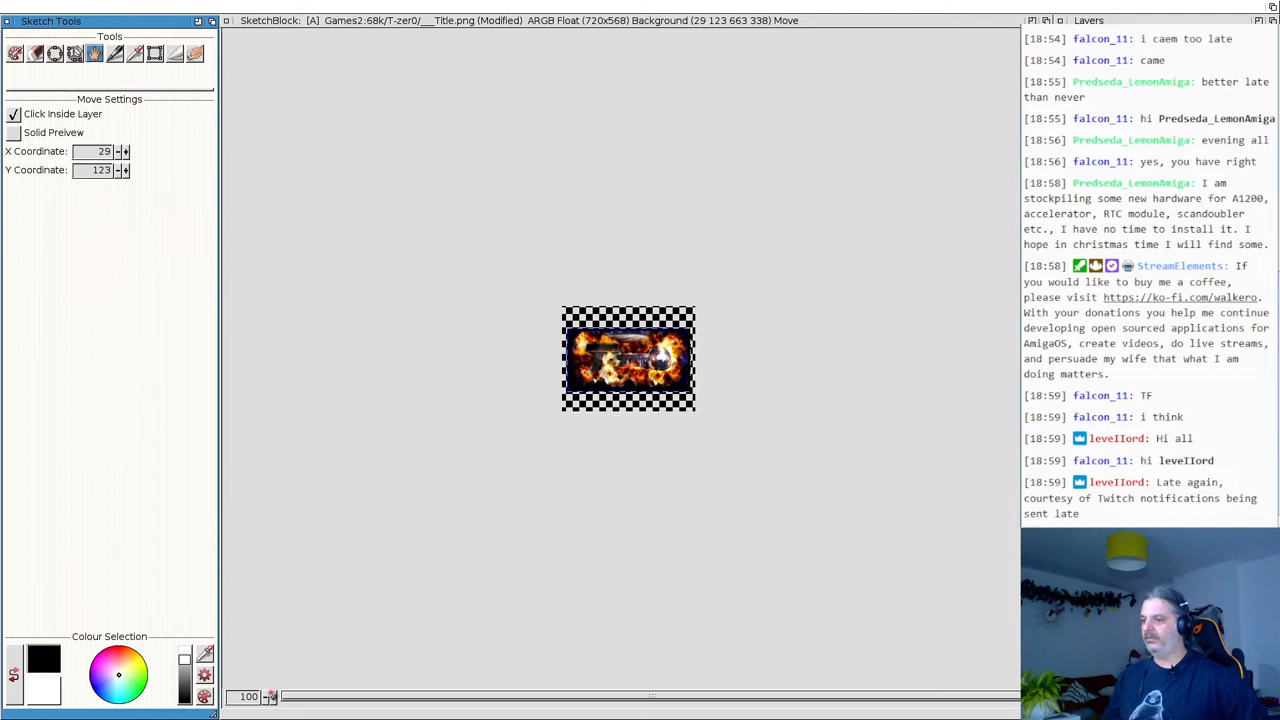 Sketch Tools
SketchBlock: [A] Games2:68k/T-zer0/___Title.png (Modified) ARGB Float (720x568) Background (29 123 663 338) Move
Layers
Tools
Move Settings
Click Inside Layer
Solid Preivew
X Coordinate: 29 - +
Y Coordinate: 123 - +
Colour Selection
100
[18:54] falcon_11: i caem too late
[18:54] falcon_11: came
[18:55] Predseda_LemonAmiga: better late
than never
[18:55] falcon_11: hi Predseda_LemonAmiga
[18:56] Predseda_LemonAmiga: evening all
[18:56] falcon_11: yes, you have right
[18:58] Predseda_LemonAmiga: I am
stockpiling some new hardware for A1200,
accelerator, RTC module, scandoubler
etc., I have no time to install it. I
hope in christmas time I will find some.
[18:58] StreamElements: If
you would like to buy me a coffee,
please visit https://ko-fi.com/walkero.
With your donations you help me continue
developing open sourced applications for
AmigaOS, create videos, do live streams,
and persuade my wife that what I am
doing matters.
[18:59] falcon_11: TF
[18:59] falcon_11: i think
[18:59] leveIIord: Hi all
[18:59] falcon_11: hi leveIIord
[18:59] leveIIord: Late again,
courtesy of Twitch notifications being
sent late